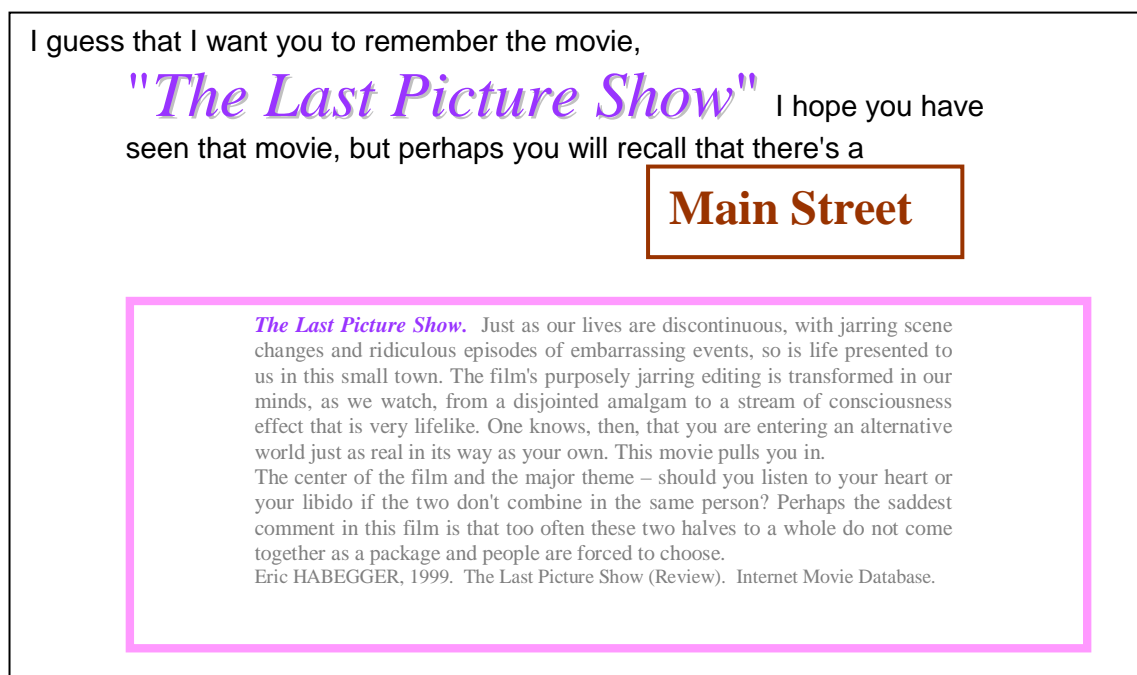 I guess that I want you to remember the movie,
"The Last Picture Show" I hope you have
seen that movie, but perhaps you will recall that there's a
Main Street
The Last Picture Show. Just as our lives are discontinuous, with jarring scene
changes and ridiculous episodes of embarrassing events, so is life presented to
us in this small town. The film's purposely jarring editing is transformed in our
minds, as we watch, from a disjointed amalgam to a stream of consciousness
effect that is very lifelike. One knows, then, that you are entering an alternative
world just as real in its way as your own. This movie pulls you in.
The center of the film and the major theme – should you listen to your heart or
your libido if the two don't combine in the same person? Perhaps the saddest
comment in this film is that too often these two halves to a whole do not come
together as a package and people are forced to choose.
Eric HABEGGER, 1999. The Last Picture Show (Review). Internet Movie Database.